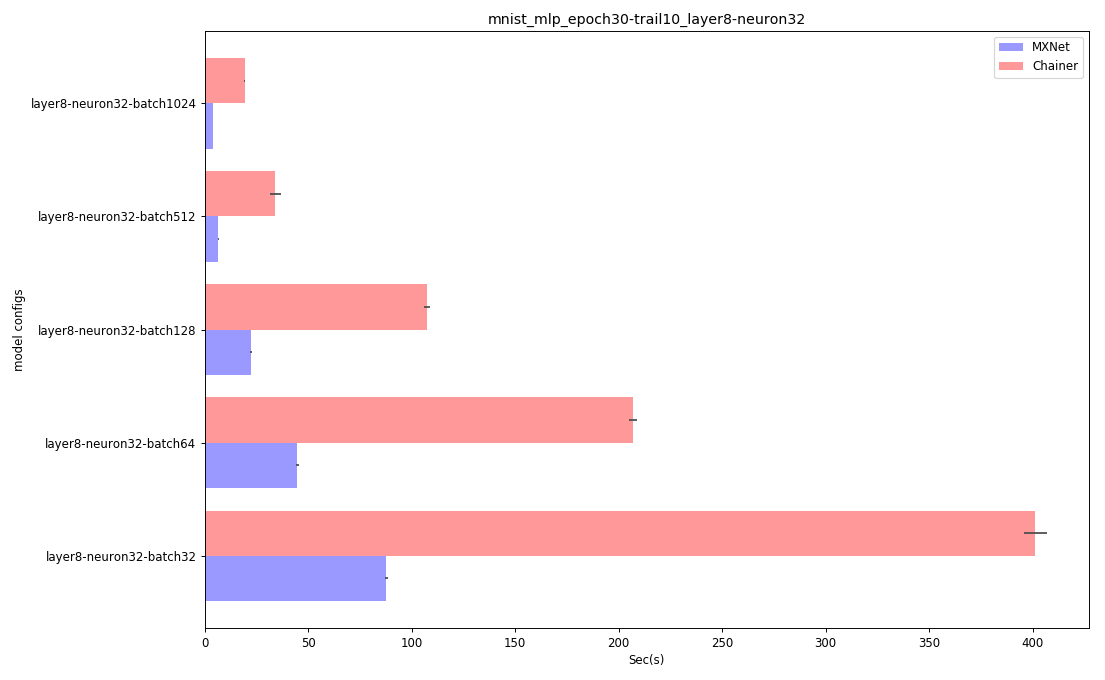 mnist_mlp_epoch30-trail10_layer8-neuron32
MXNet
Chainer
model configs
layer8-neuron32-batch1024
layer8-neuron32-batch512
layer8-neuron32-batch128
layer8-neuron32-batch64
layer8-neuron32-batch32
0 50 100 150 200 250 300 350 400
Sec(s)